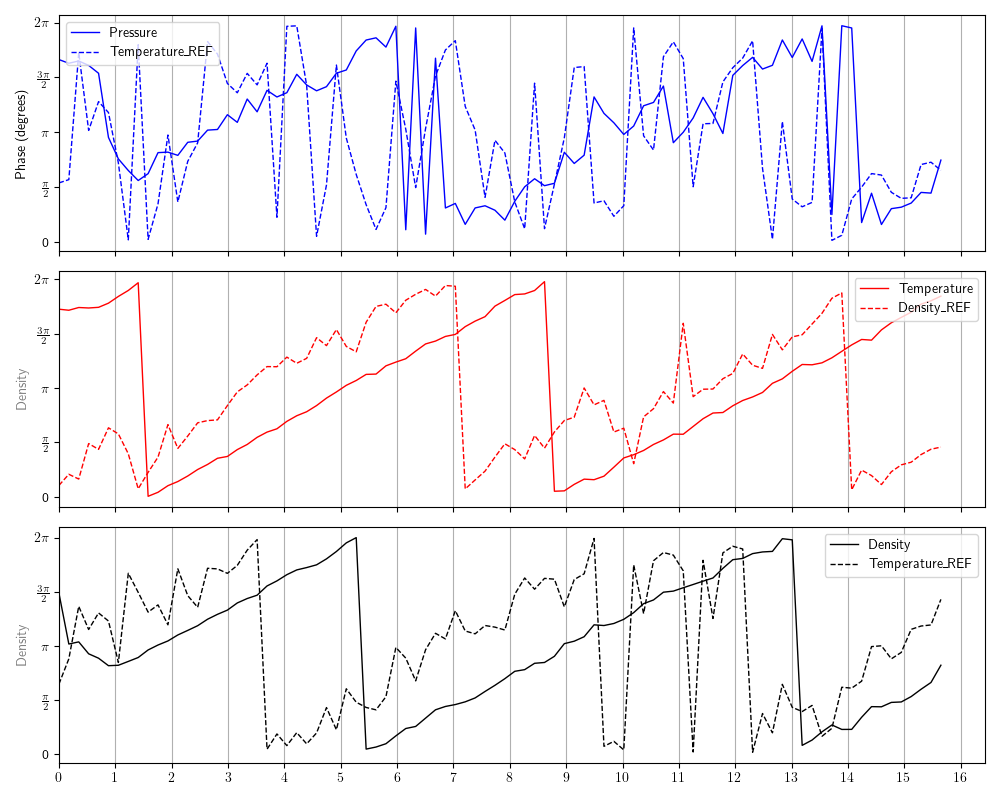 2π
3π/2
π
π/2
0
Phase (degrees)
Pressure
Temperature_REF
2π
3π/2
π
π/2
0
Density
Temperature
Density_REF
2π
3π/2
π
π/2
0
Density
Density
Temperature_REF
0 1 2 3 4 5 6 7 8 9 10 11 12 13 14 15 16